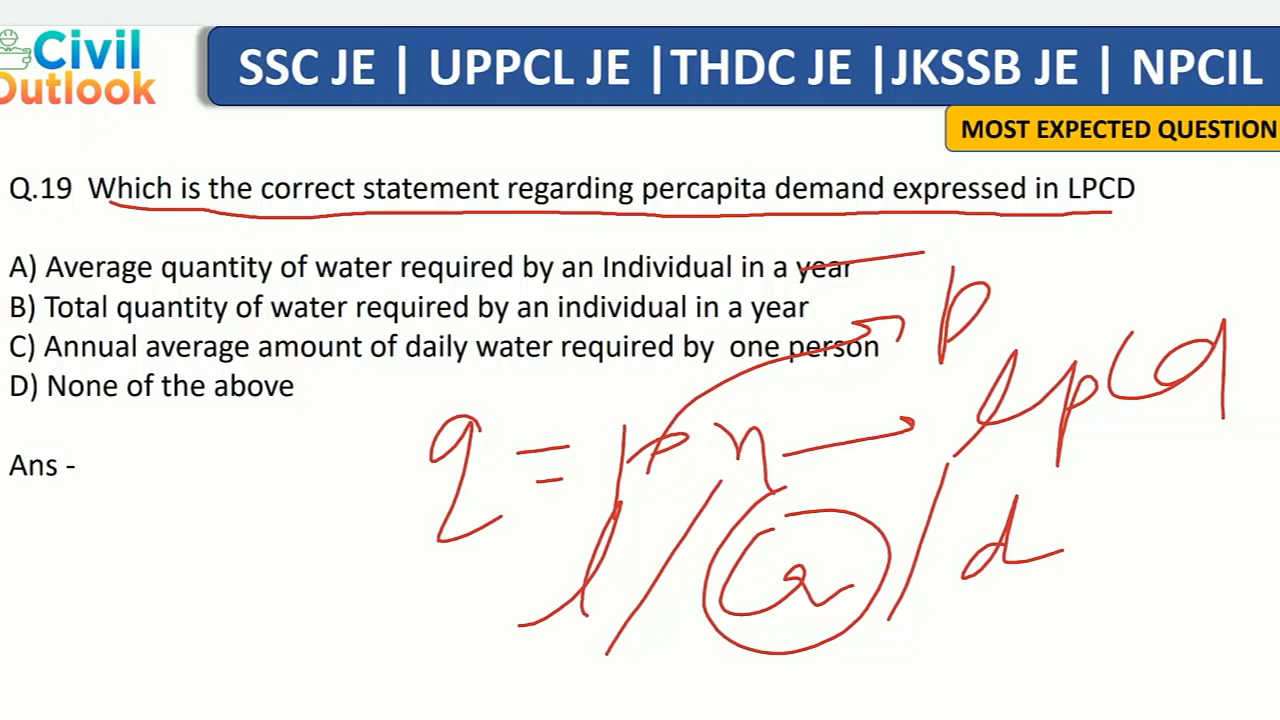 Civil
Outlook
SSC JE | UPPCL JE |THDC JE |JKSSB JE | NPCIL
MOST EXPECTED QUESTION
Q.19 Which is the correct statement regarding percapita demand expressed in LPCD
A) Average quantity of water required by an Individual in a year
B) Total quantity of water required by an individual in a year
C) Annual average amount of daily water required by one person
D) None of the above
Ans -
p
lpcd
q =
l / / d